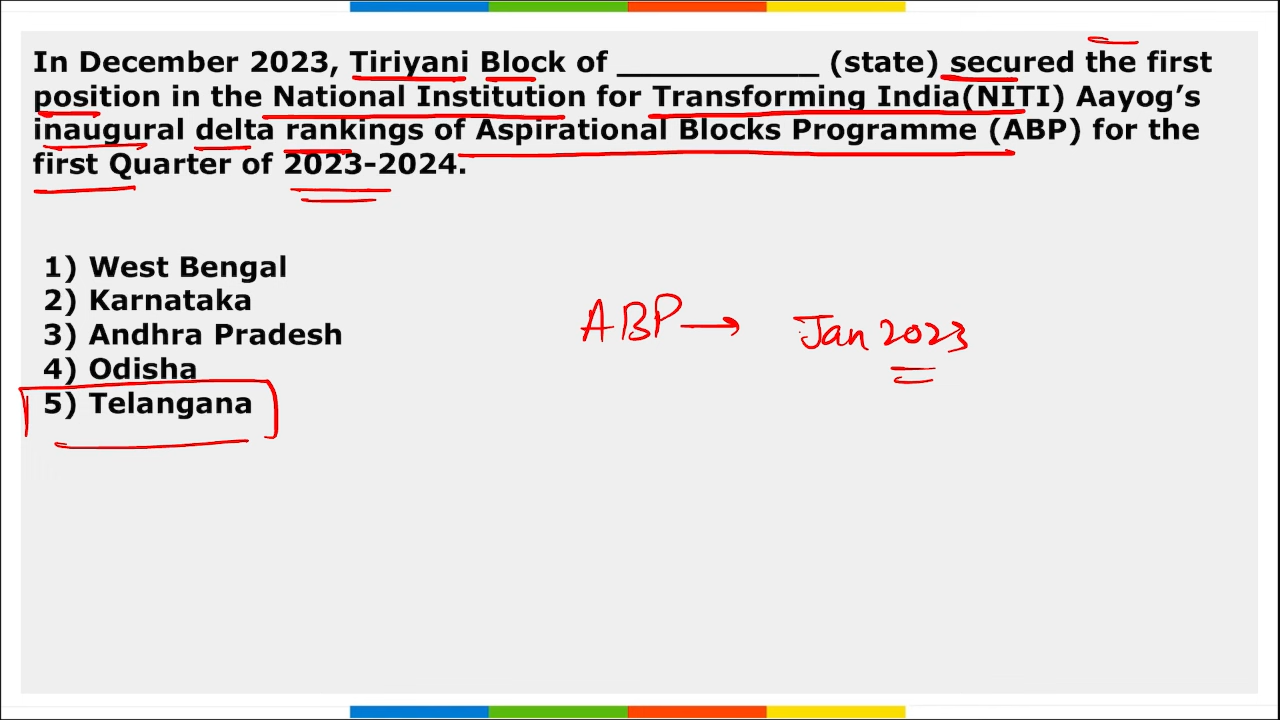 In December 2023, Tiriyani Block of ____________ (state) secured the first
position in the National Institution for Transforming India(NITI) Aayog’s
inaugural delta rankings of Aspirational Blocks Programme (ABP) for the
first Quarter of 2023-2024.
1) West Bengal
2) Karnataka
3) Andhra Pradesh
4) Odisha
5) Telangana
ABP → Jan 2023